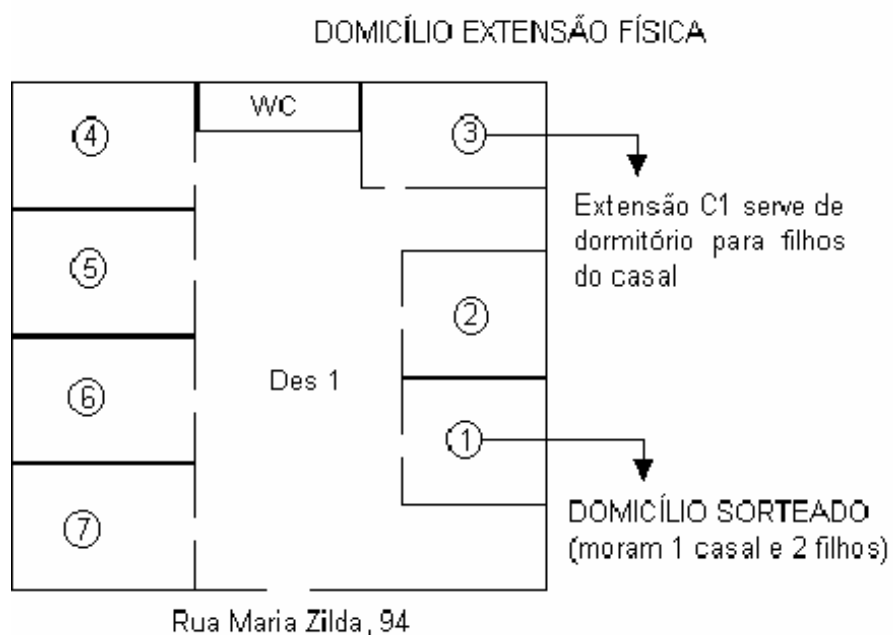 DOMICÍLIO EXTENSÃO FÍSICA
WC
4
3
Extensão C1 serve de
dormitório para filhos
do casal
5
2
Des 1
6
1
DOMICÍLIO SORTEADO
(moram 1 casal e 2 filhos)
7
Rua Maria Zilda, 94